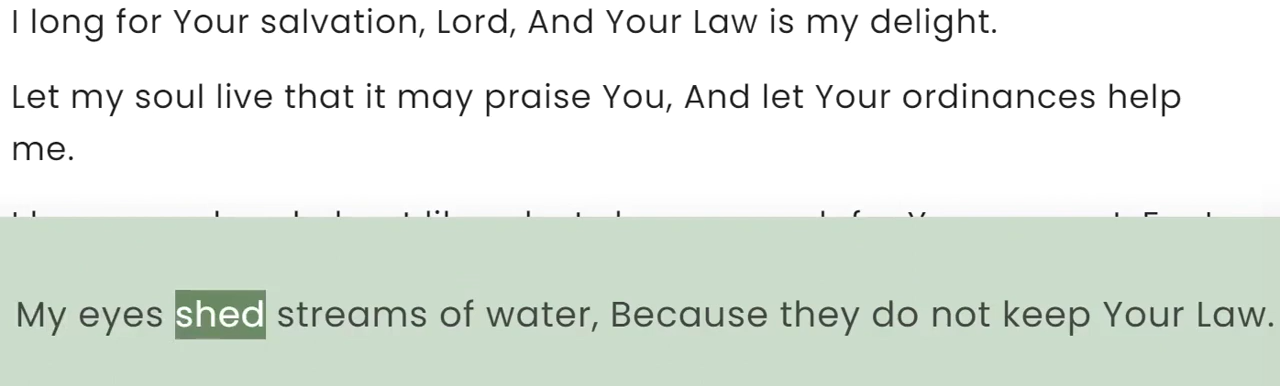 I long for Your salvation, Lord, And Your Law is my delight.
Let my soul live that it may praise You, And let Your ordinances help
me.
My eyes shed streams of water, Because they do not keep Your Law.